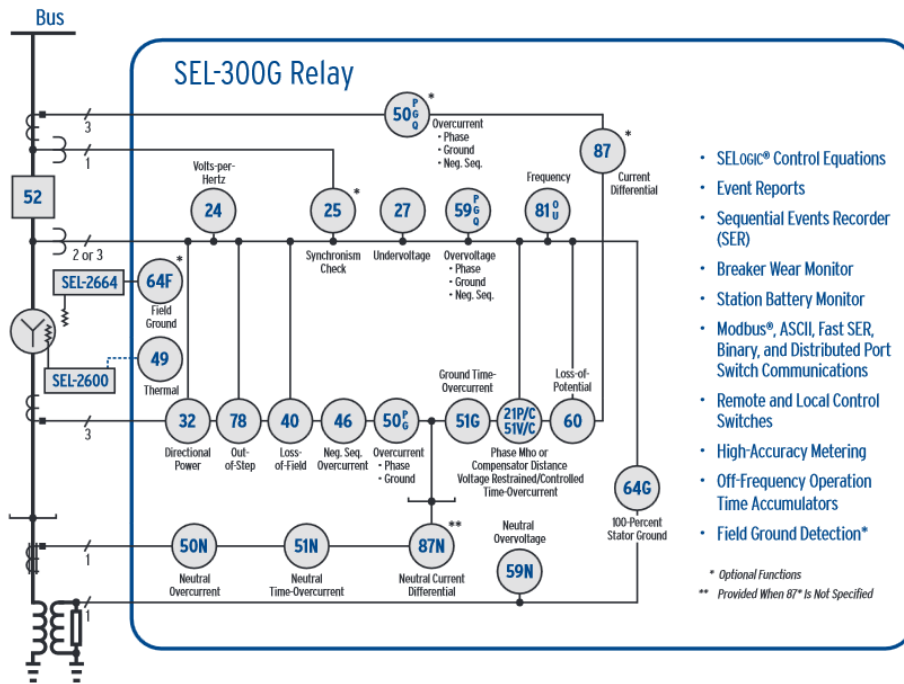 Bus
SEL-300G Relay
3
1
50 P G Q
*
Overcurrent
• Phase
• Ground
• Neg. Seq.
87
*
Current
Differential
52
Volts-per-
Hertz
24
25
*
Synchronism
Check
27
Undervoltage
59 P G Q
Overvoltage
• Phase
• Ground
• Neg. Seq.
Frequency
81 O U
2 or 3
SEL-2664
64F
*
Field
Ground
49
Thermal
SEL-2600
3
32
Directional
Power
78
Out-
of-Step
40
Loss-
of-Field
46
Neg. Seq.
Overcurrent
50 P G
Overcurrent
• Phase
• Ground
Ground Time-
Overcurrent
51G
21P/C
51V/C
Phase Mho or
Compensator Distance
Voltage Restrained/Controlled
Time-Overcurrent
Loss-of-
Potential
60
64G
100-Percent
Stator Ground
1
50N
Neutral
Overcurrent
51N
Neutral
Time-Overcurrent
87N
**
Neutral Current
Differential
Neutral
Overvoltage
59N
1
• SELOGIC® Control Equations
• Event Reports
• Sequential Events Recorder
(SER)
• Breaker Wear Monitor
• Station Battery Monitor
• Modbus®, ASCII, Fast SER,
Binary, and Distributed Port
Switch Communications
• Remote and Local Control
Switches
• High-Accuracy Metering
• Off-Frequency Operation
Time Accumulators
• Field Ground Detection*
* Optional Functions
** Provided When 87* Is Not Specified